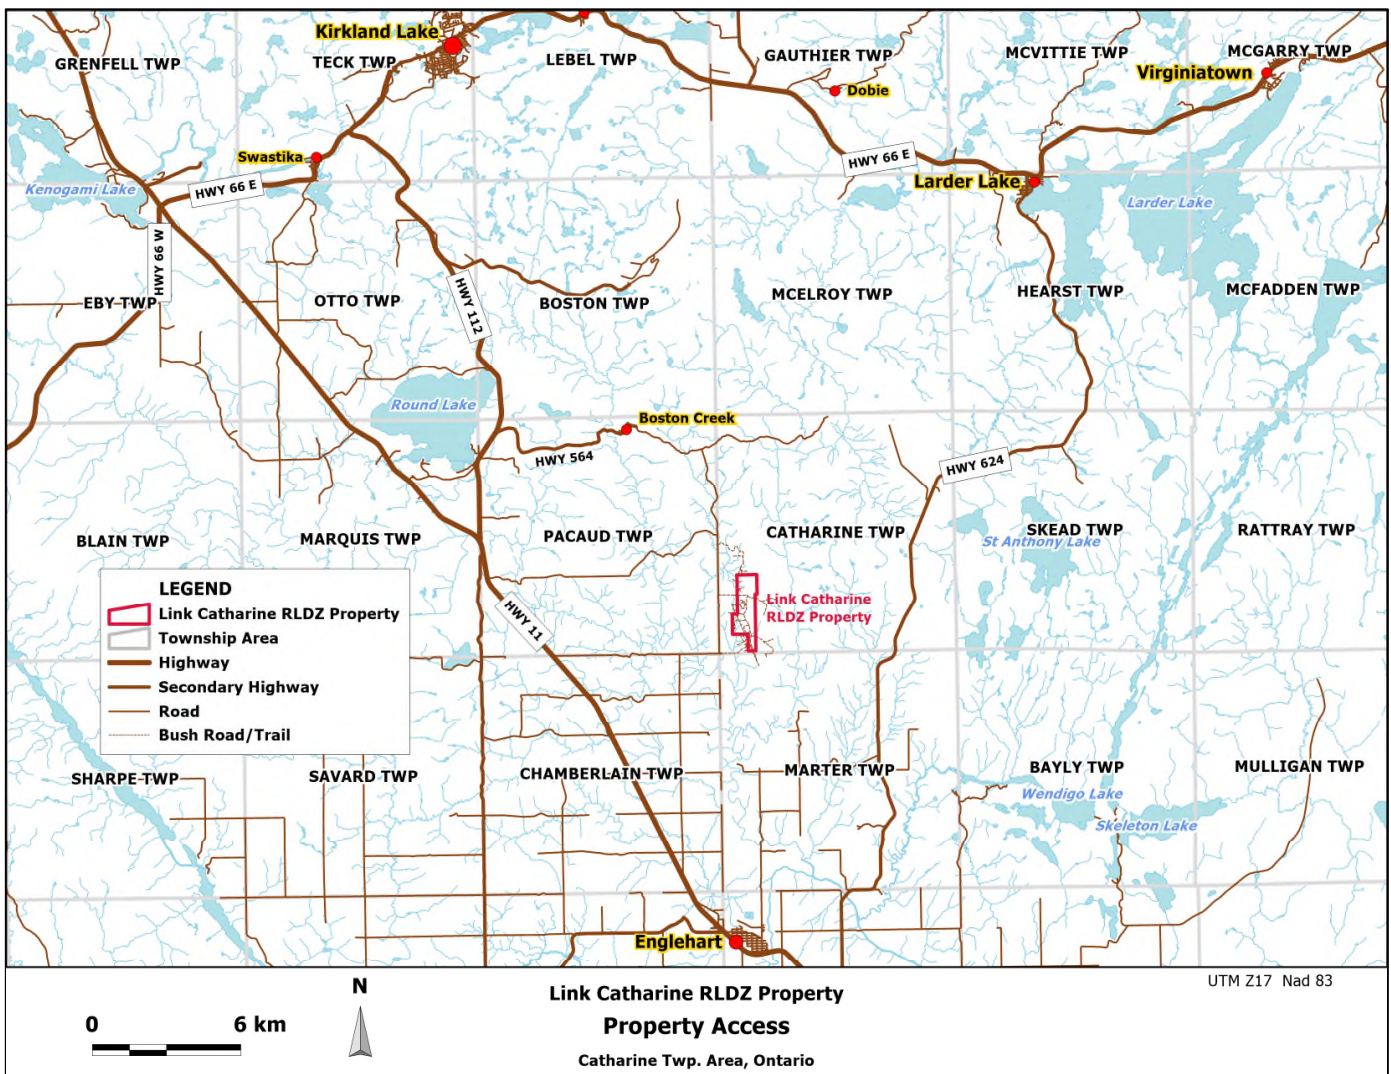 Kirkland Lake
GRENFELL TWP
TECK TWP
LEBEL TWP
GAUTHIER TWP
MCVITTIE TWP
MCGARRY TWP
Virginiatown
Dobie
Swastika
HWY 66 E
HWY 66 E
Kenogami Lake
Larder Lake
Larder Lake
HWY 66 W
EBY TWP
OTTO TWP
HWY 112
BOSTON TWP
MCELROY TWP
HEARST TWP
MCFADDEN TWP
Round Lake
Boston Creek
HWY 564
HWY 624
BLAIN TWP
MARQUIS TWP
PACAUD TWP
CATHARINE TWP
SKEAD TWP
St Anthony Lake
RATTRAY TWP
LEGEND
Link Catharine RLDZ Property
Township Area
Highway
Secondary Highway
Road
Bush Road/Trail
HWY 11
Link Catharine
RLDZ Property
SHARPE TWP
SAVARD TWP
CHAMBERLAIN TWP
MARTER TWP
BAYLY TWP
MULLIGAN TWP
Wendigo Lake
Skeleton Lake
Englehart
UTM Z17 Nad 83
N
0 6 km
Link Catharine RLDZ Property
Property Access
Catharine Twp. Area, Ontario